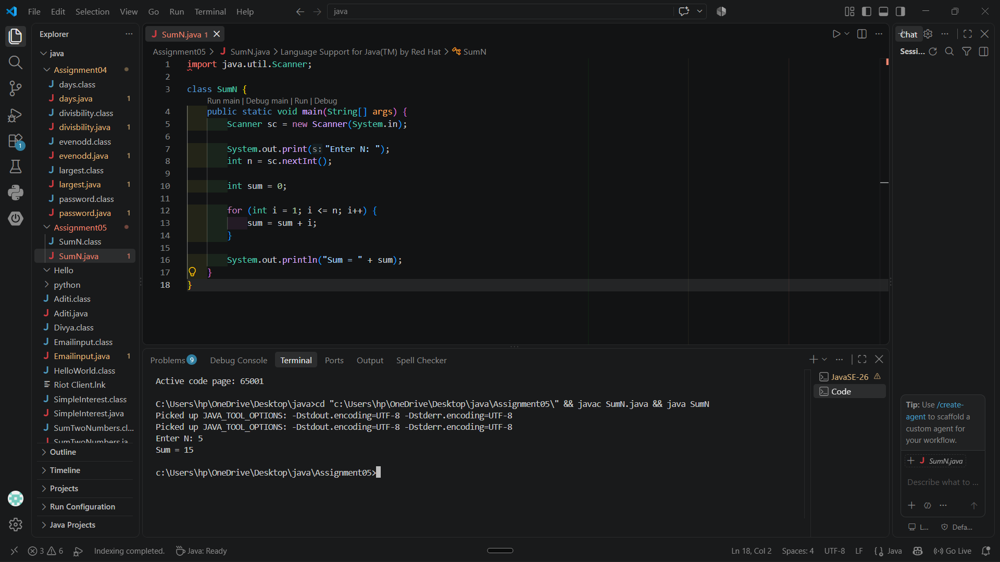 File Edit Selection View Go Run Terminal Help
java
Explorer
java
Assignment04
days.class
days.java 1
divisbility.class
divisbility.java 1
evenodd.class
evenodd.java 1
largest.class
largest.java 1
password.class
password.java 1
Assignment05
SumN.class
SumN.java 1
Hello
python
Aditi.class
Aditi.java
Divya.class
Emailinput.class
Emailinput.java 1
HelloWorld.class
Riot Client.lnk
SimpleInterest.class
SimpleInterest.java
SumTwoNumbers.cl...
SumTwoNumbers.ja...
Outline
Timeline
Projects
Run Configuration
Java Projects
1
SumN.java 1
Assignment05 > SumN.java > Language Support for Java(TM) by Red Hat > SumN
1 import java.util.Scanner;
2
3 class SumN {
Run main | Debug main | Run | Debug
4 public static void main(String[] args) {
5 Scanner sc = new Scanner(System.in);
6
7 System.out.print(s: "Enter N: ");
8 int n = sc.nextInt();
9
10 int sum = 0;
11
12 for (int i = 1; i <= n; i++) {
13 sum = sum + i;
14 }
15
16 System.out.println("Sum = " + sum);
17 }
18 }
Problems 9 Debug Console Terminal Ports Output Spell Checker
Active code page: 65001
C:\Users\hp\OneDrive\Desktop\java>cd "c:\Users\hp\OneDrive\Desktop\java\Assignment05\" && javac SumN.java && java SumN
Picked up JAVA_TOOL_OPTIONS: -Dstdout.encoding=UTF-8 -Dstderr.encoding=UTF-8
Picked up JAVA_TOOL_OPTIONS: -Dstdout.encoding=UTF-8 -Dstderr.encoding=UTF-8
Enter N: 5
Sum = 15
c:\Users\hp\OneDrive\Desktop\java\Assignment05>
JavaSE-26
Code
Chat
Sessi...
Tip: Use /create-
agent to scaffold a
custom agent for
your workflow.
SumN.java
Describe what to ...
L... Defa...
3 6 Indexing completed. Java: Ready
Ln 18, Col 2 Spaces: 4 UTF-8 LF Java Go Live